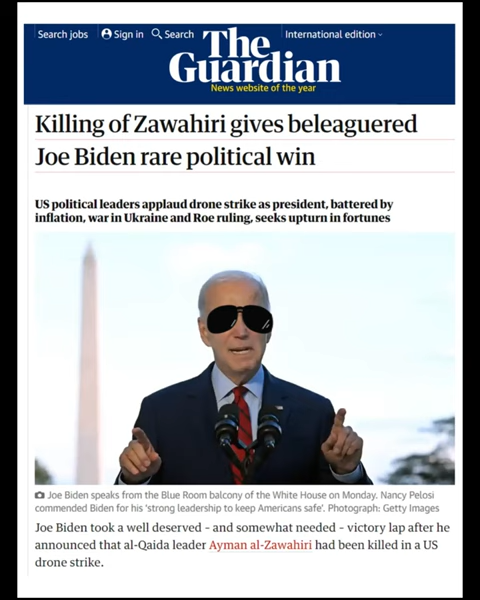 Search jobs Sign in Search International edition
The
Guardian
News website of the year
Killing of Zawahiri gives beleaguered
Joe Biden rare political win
US political leaders applaud drone strike as president, battered by
inflation, war in Ukraine and Roe ruling, seeks upturn in fortunes
Joe Biden speaks from the Blue Room balcony of the White House on Monday. Nancy Pelosi
commended Biden for his ‘strong leadership to keep Americans safe’. Photograph: Getty Images
Joe Biden took a well deserved – and somewhat needed – victory lap after he
announced that al-Qaida leader Ayman al-Zawahiri had been killed in a US
drone strike.